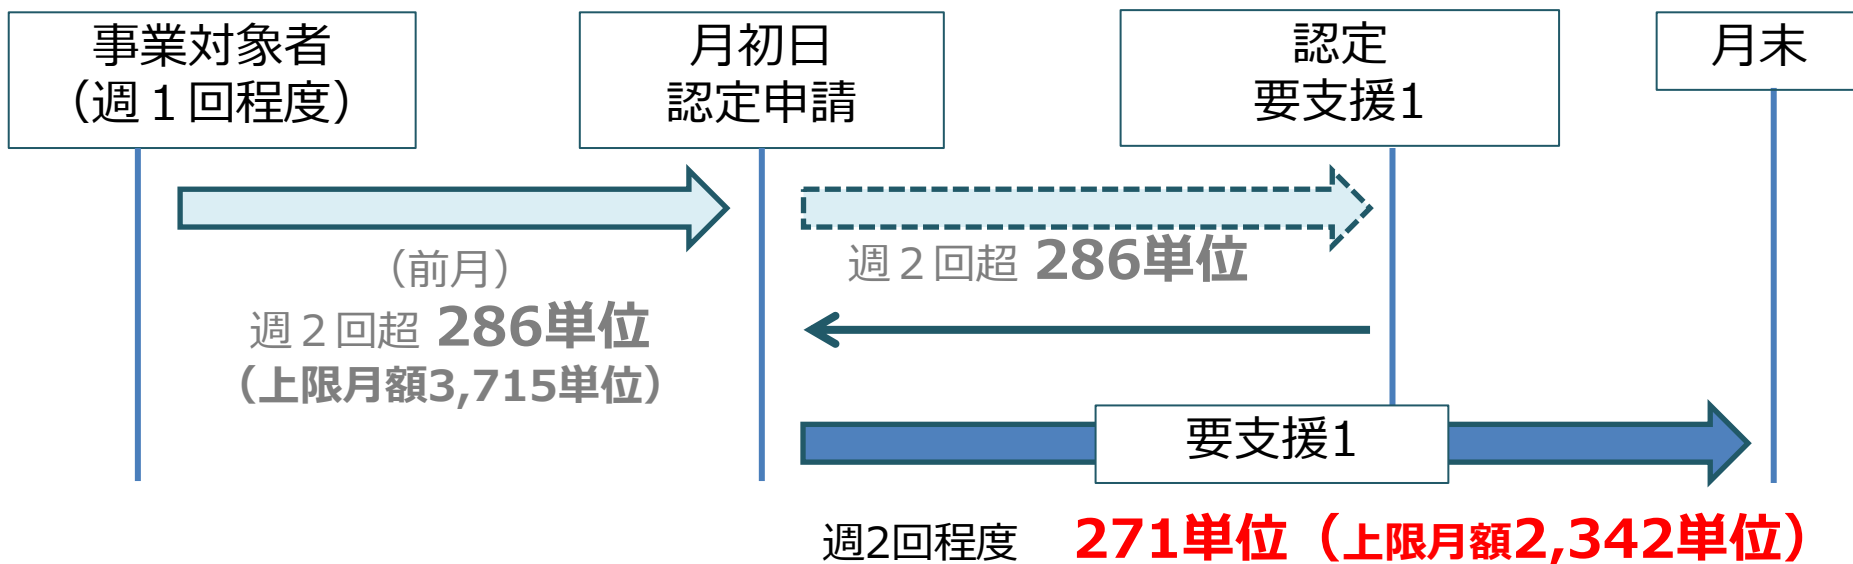 事業対象者
（週１回程度）
月初日
認定申請
認定
要支援1
月末
（前月）
週２回超 286単位
（上限月額3,715単位）
週２回超 286単位
要支援1
週2回程度 271単位（上限月額2,342単位）